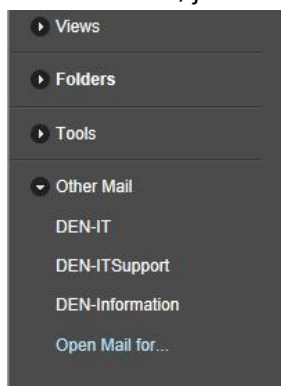 Views
Folders
Tools
Other Mail
DEN-IT
DEN-ITSupport
DEN-Information
Open Mail for...